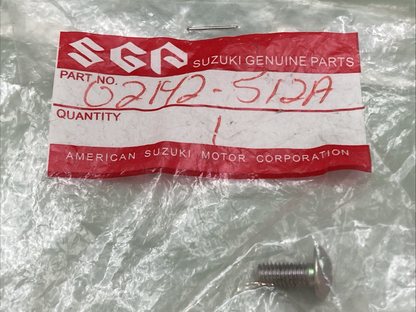 SGP SUZUKI GENUINE PARTS
PART NO. 02142-512A
QUANTITY 1
AMERICAN SUZUKI MOTOR CORPORATION